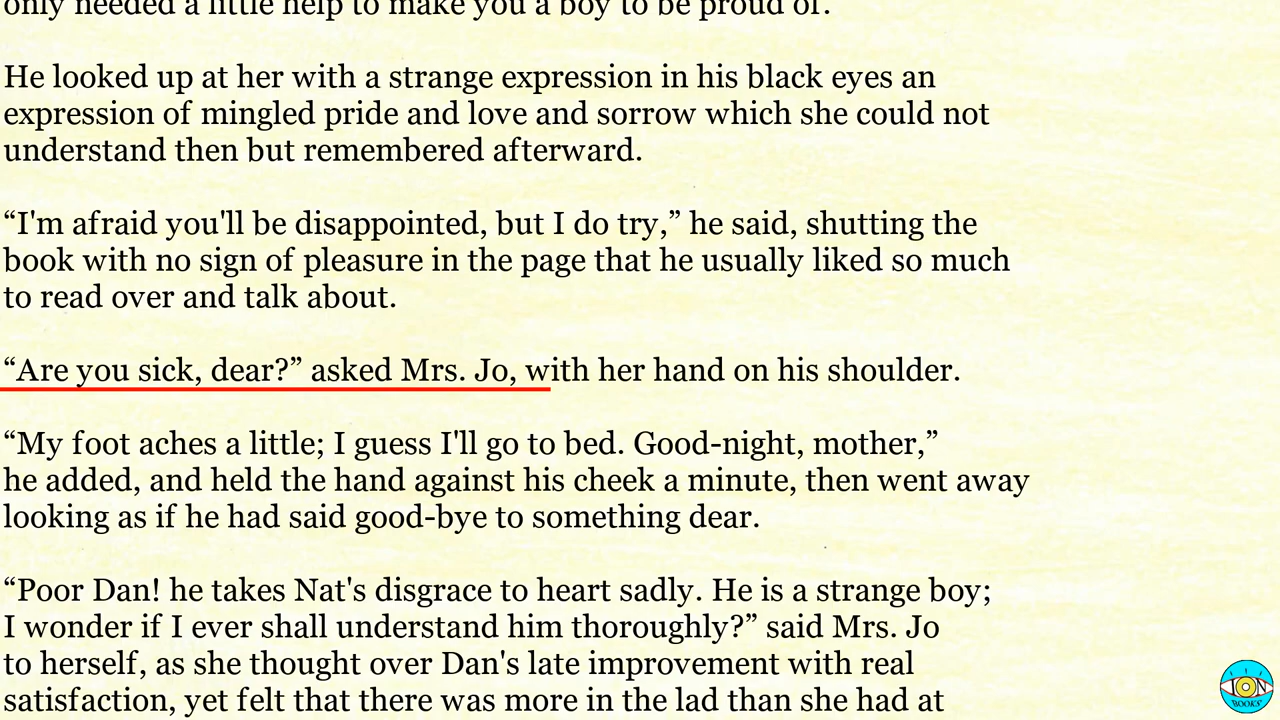 only needed a little help to make you a boy to be proud of.
He looked up at her with a strange expression in his black eyes an
expression of mingled pride and love and sorrow which she could not
understand then but remembered afterward.
“I'm afraid you'll be disappointed, but I do try,” he said, shutting the
book with no sign of pleasure in the page that he usually liked so much
to read over and talk about.
“Are you sick, dear?” asked Mrs. Jo, with her hand on his shoulder.
“My foot aches a little; I guess I'll go to bed. Good-night, mother,”
he added, and held the hand against his cheek a minute, then went away
looking as if he had said good-bye to something dear.
“Poor Dan! he takes Nat's disgrace to heart sadly. He is a strange boy;
I wonder if I ever shall understand him thoroughly?” said Mrs. Jo
to herself, as she thought over Dan's late improvement with real
satisfaction, yet felt that there was more in the lad than she had at
ION
BOOKS